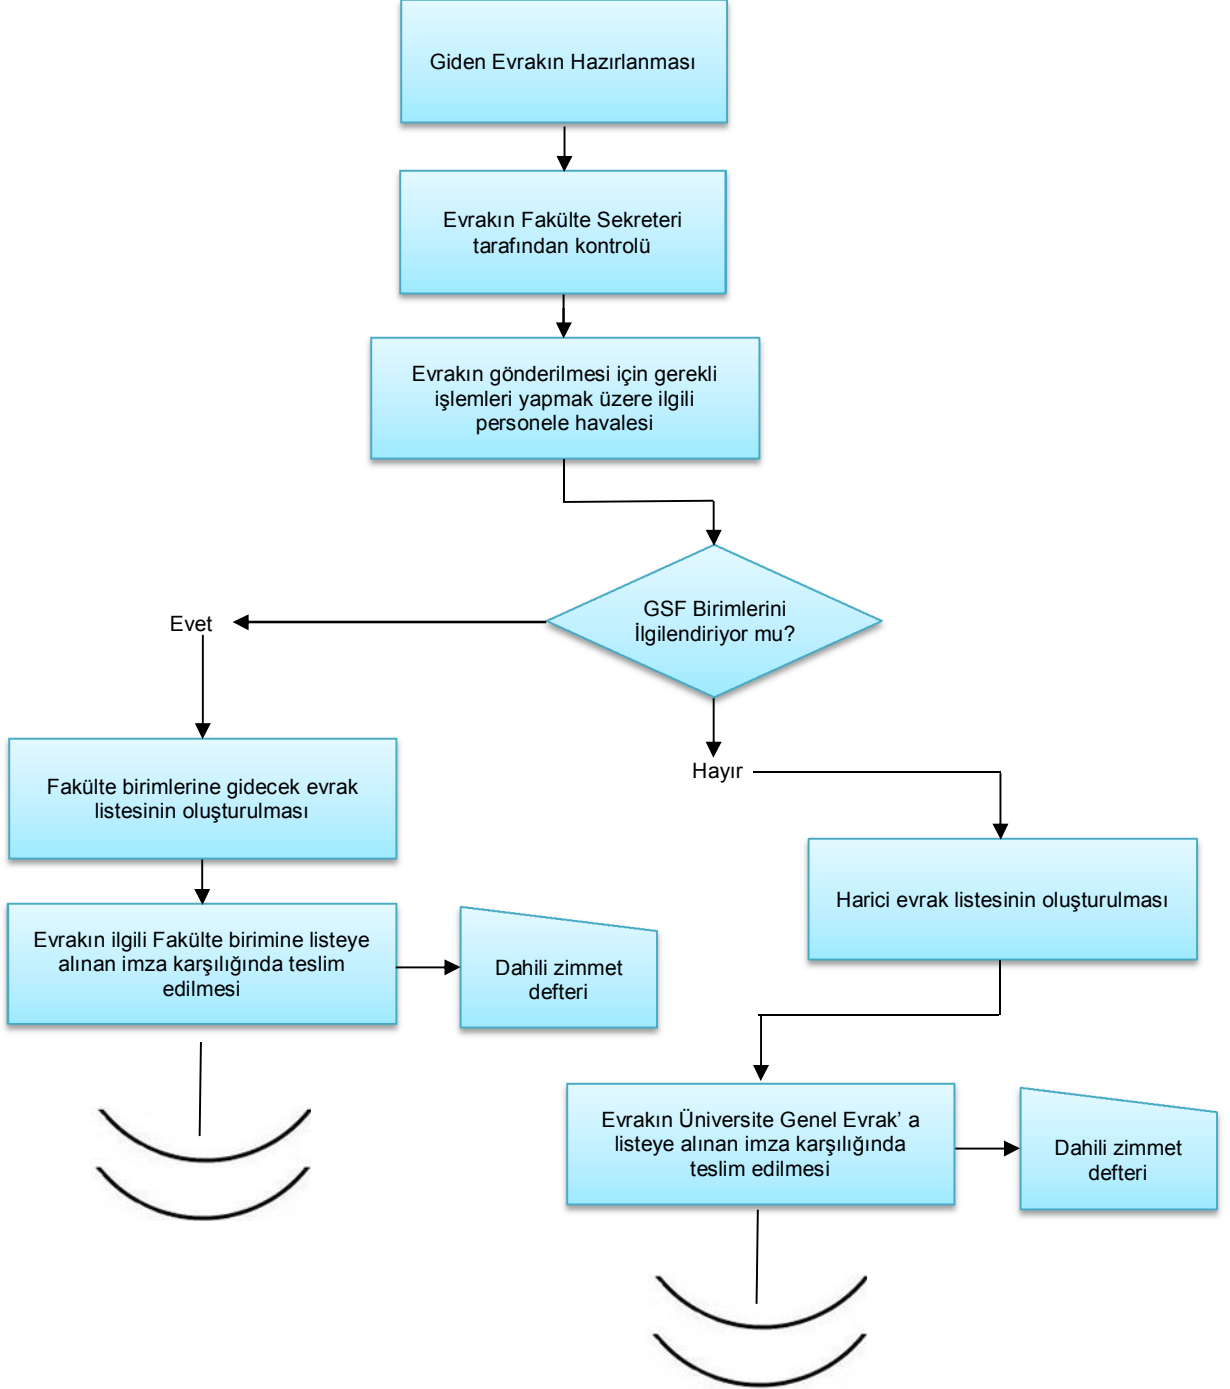 Giden Evrakın Hazırlanması
Evrakın Fakülte Sekreteri
tarafından kontrolü
Evrakın gönderilmesi için gerekli
işlemleri yapmak üzere ilgili
personele havalesi
GSF Birimlerini
İlgilendiriyor mu?
Evet
Hayır
Fakülte birimlerine gidecek evrak
listesinin oluşturulması
Harici evrak listesinin oluşturulması
Evrakın ilgili Fakülte birimine listeye
alınan imza karşılığında teslim
edilmesi
Dahili zimmet
defteri
Evrakın Üniversite Genel Evrak’ a
listeye alınan imza karşılığında
teslim edilmesi
Dahili zimmet
defteri